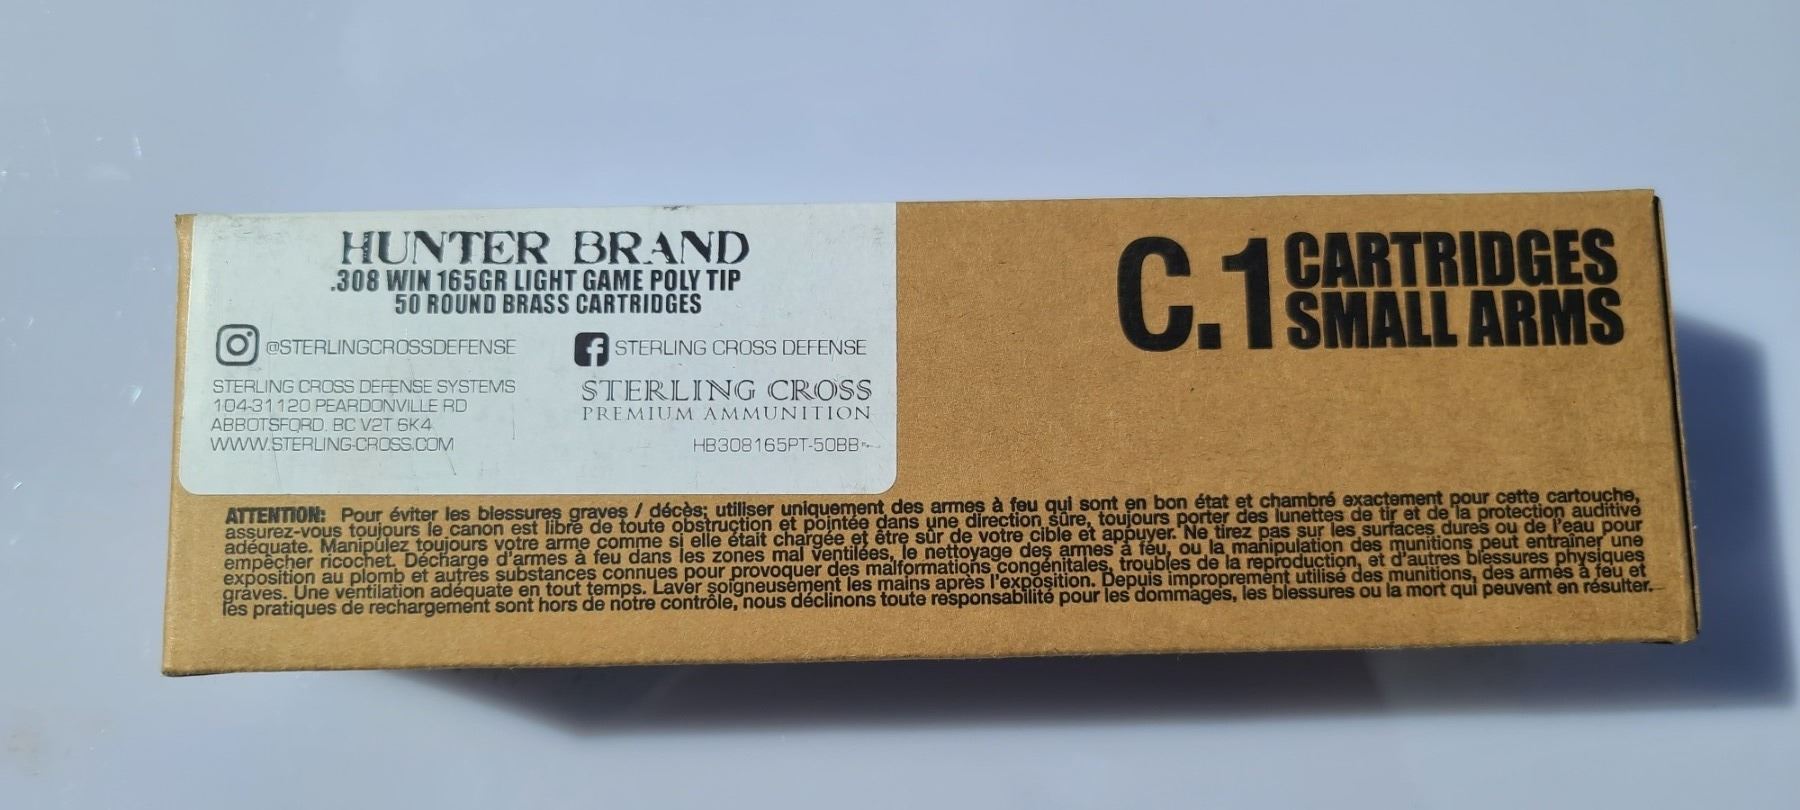 HUNTER BRAND
.308 WIN 165GR LIGHT GAME POLY TIP
50 ROUND BRASS CARTRIDGES
@STERLINGCROSSDEFENSE
STERLING CROSS DEFENSE
STERLING CROSS DEFENSE SYSTEMS
104-31120 PEARDONVILLE RD
ABBOTSFORD. BC V2T 6K4
WWW.STERLING-CROSS.COM
STERLING CROSS
PREMIUM AMMUNITION
HB308165PT-50BB
C.1 CARTRIDGES
SMALL ARMS
ATTENTION: Pour éviter les blessures graves / décès; utiliser uniquement des armes à feu qui sont en bon état et chambré exactement pour cette cartouche,
assurez-vous toujours le canon est libre de toute obstruction et pointée dans une direction sûre, toujours porter des lunettes de tir et de la protection auditive
adéquate. Manipulez toujours votre arme comme si elle était chargée et être sûr de votre cible et appuyer. Ne tirez pas sur les surfaces dures ou de l'eau pour
empêcher ricochet. Décharge d'armes à feu dans les zones mal ventilées, le nettoyage des armes à feu, ou la manipulation des munitions peut entraîner une
exposition au plomb et autres substances connues pour provoquer des malformations congénitales, troubles de la reproduction, et d'autres blessures physiques
graves. Une ventilation adéquate en tout temps. Laver soigneusement les mains après l'exposition. Depuis improprement utilisé des munitions, des armes à feu et
les pratiques de rechargement sont hors de notre contrôle, nous déclinons toute responsabilité pour les dommages, les blessures ou la mort qui peuvent en résulter.